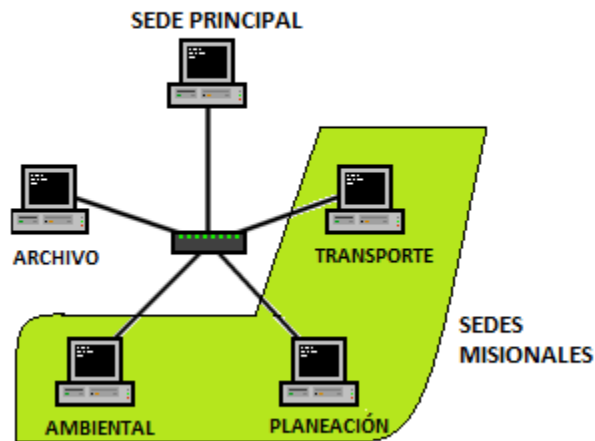 SEDE PRINCIPAL
ARCHIVO
TRANSPORTE
SEDES
MISIONALES
AMBIENTAL
PLANEACIÓN